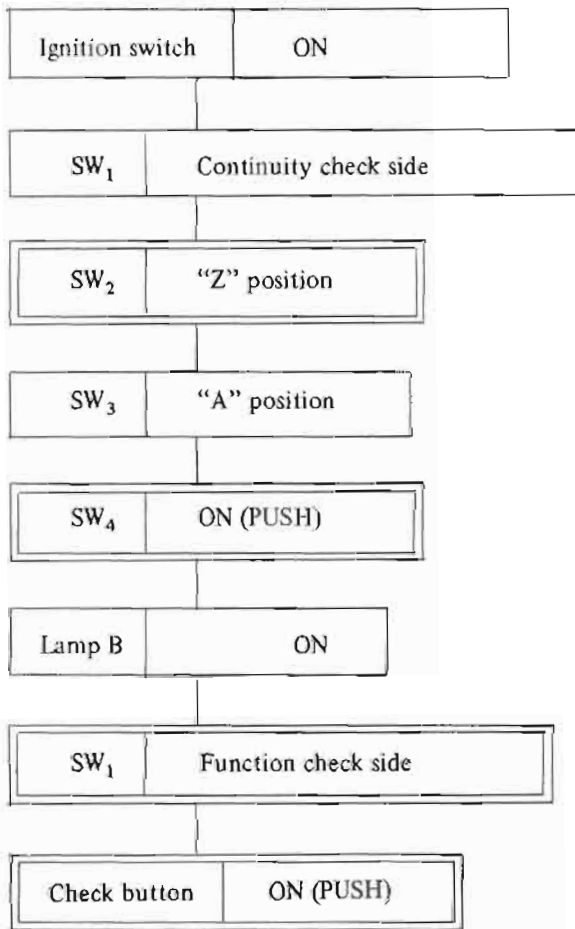 Ignition switch ON
SW₁ Continuity check side
SW₂ “Z” position
SW₃ “A” position
SW₄ ON (PUSH)
Lamp B ON
SW₁ Function check side
Check button ON (PUSH)